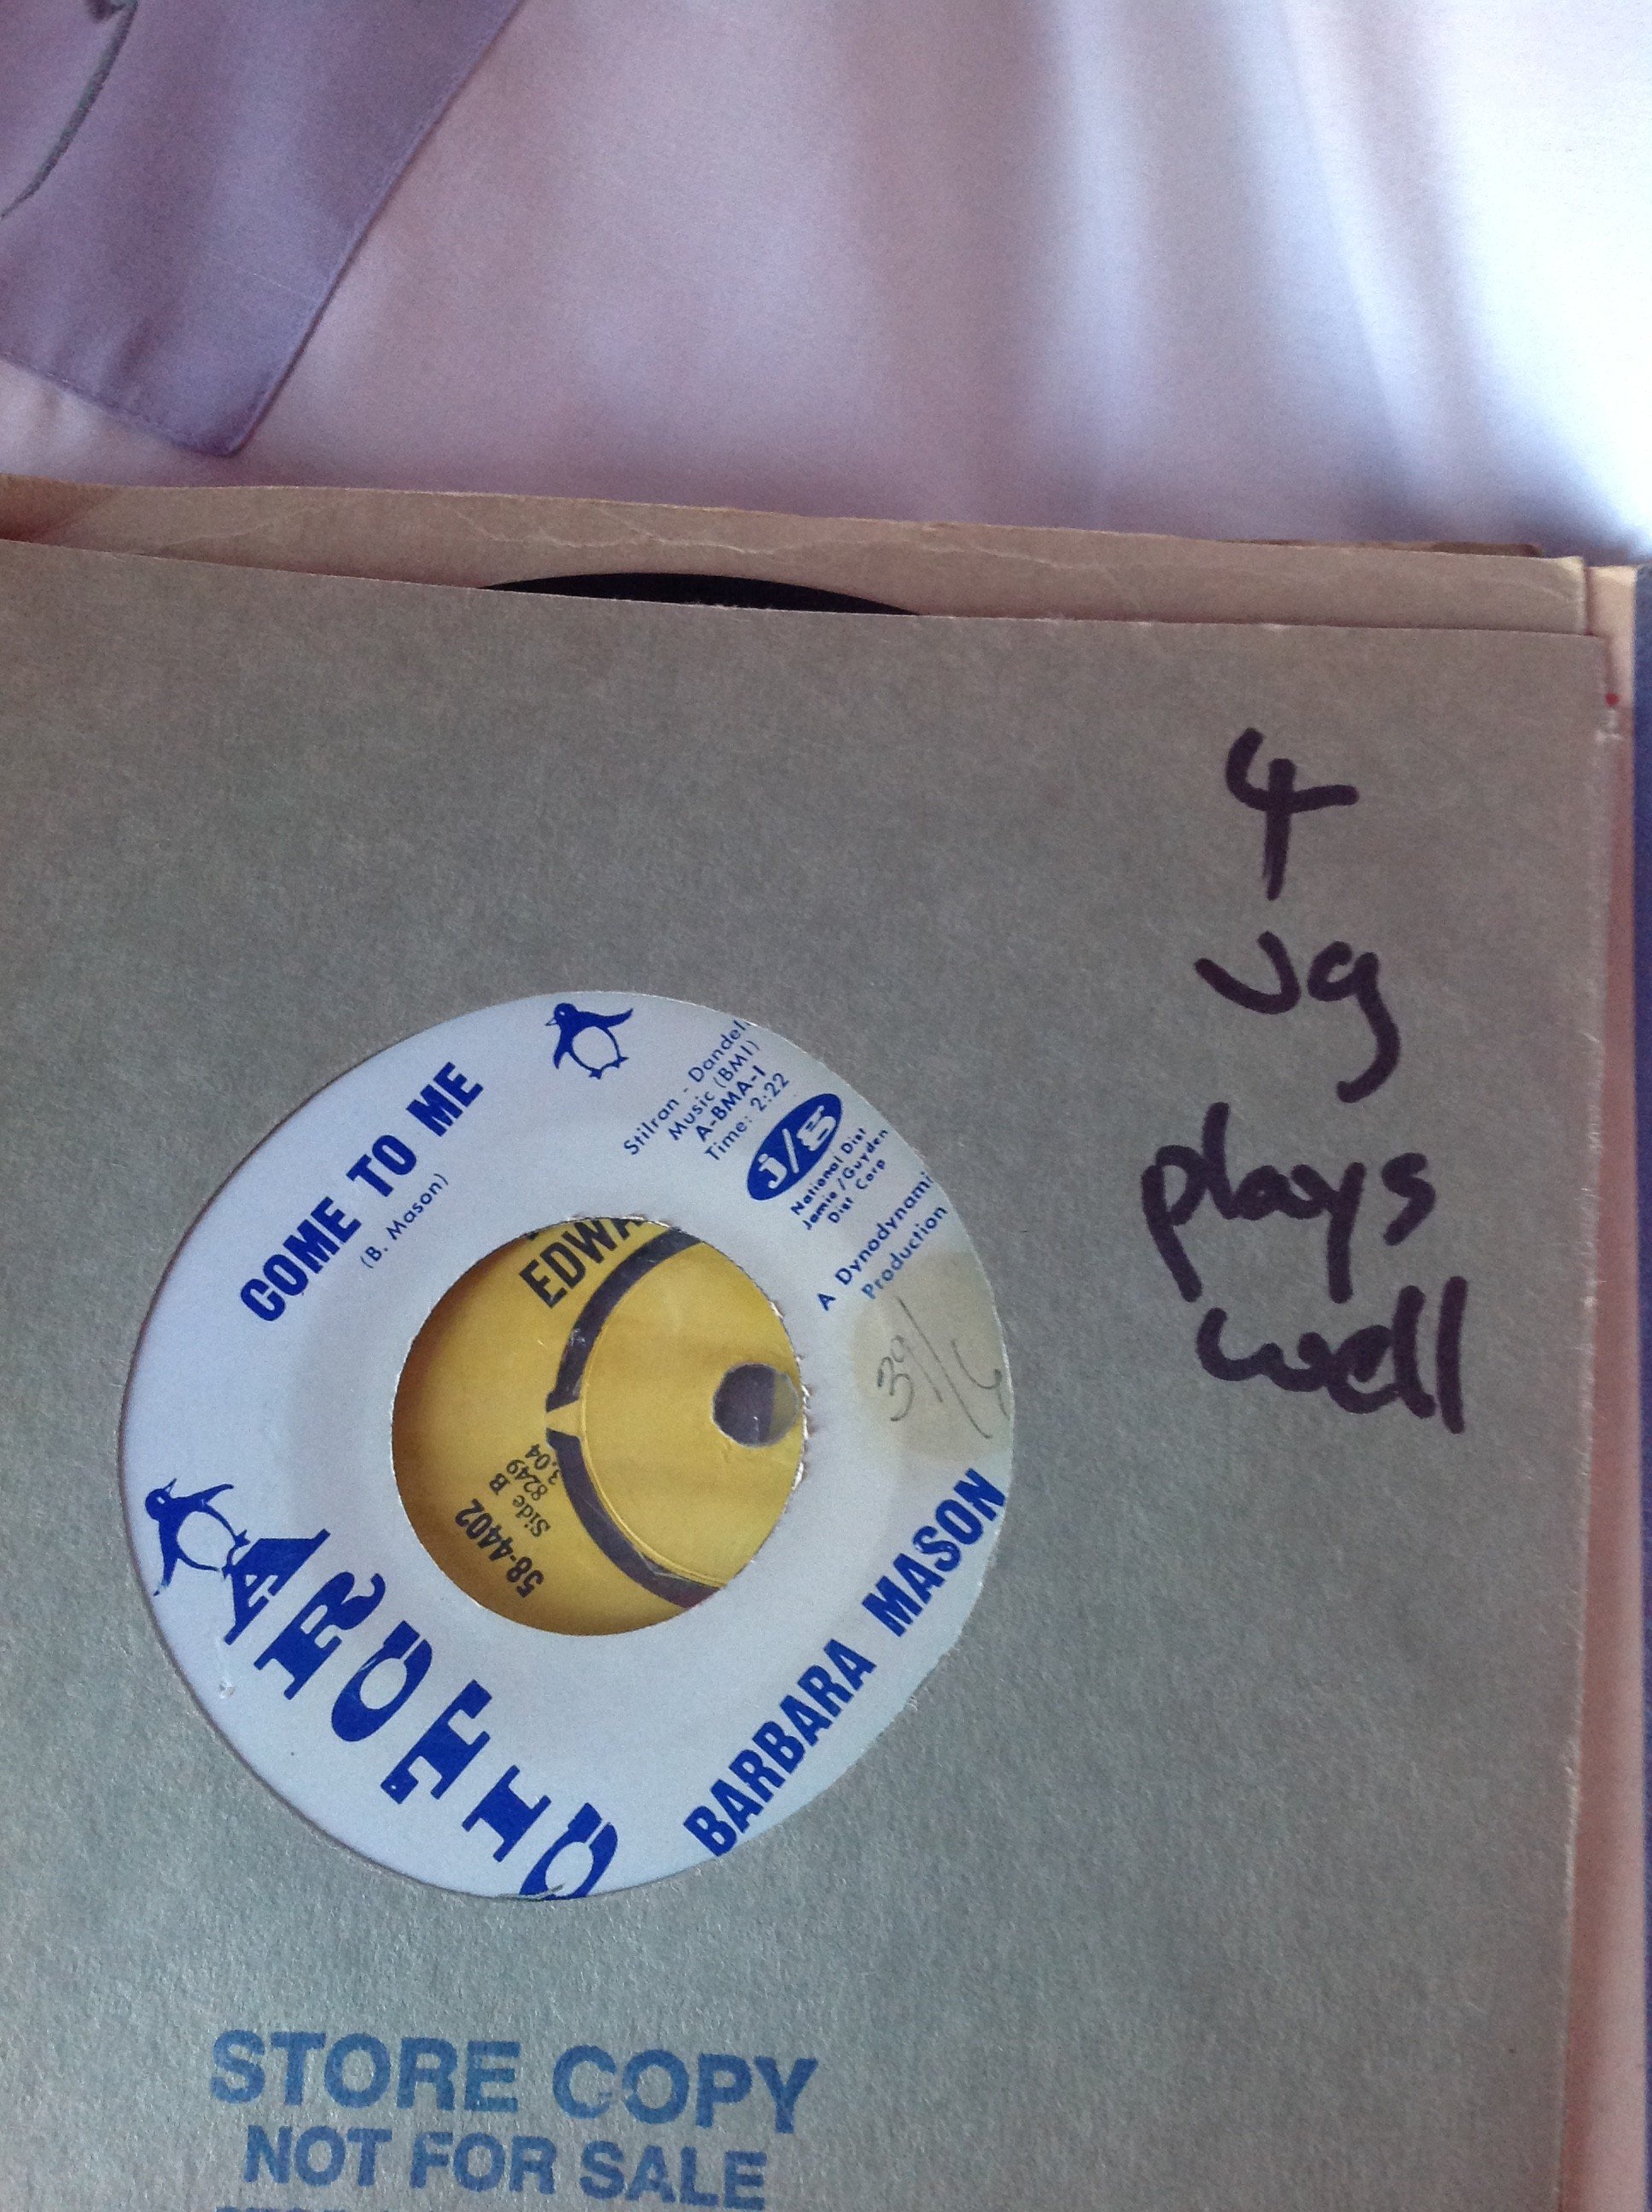 4
vg
plays
well
COME TO ME
(B. Mason)
Stilran - Dandel
Music (BMI)
A-BMA-1
Time: 2:22
j/g
National Dist
Jamie/Guyden
Dist Corp
A Dynodynami
Production
39/
BARBARA MASON
ARCTIC
EDWA
58-4402
Side B
8249
3.04
STORE COPY
NOT FOR SALE